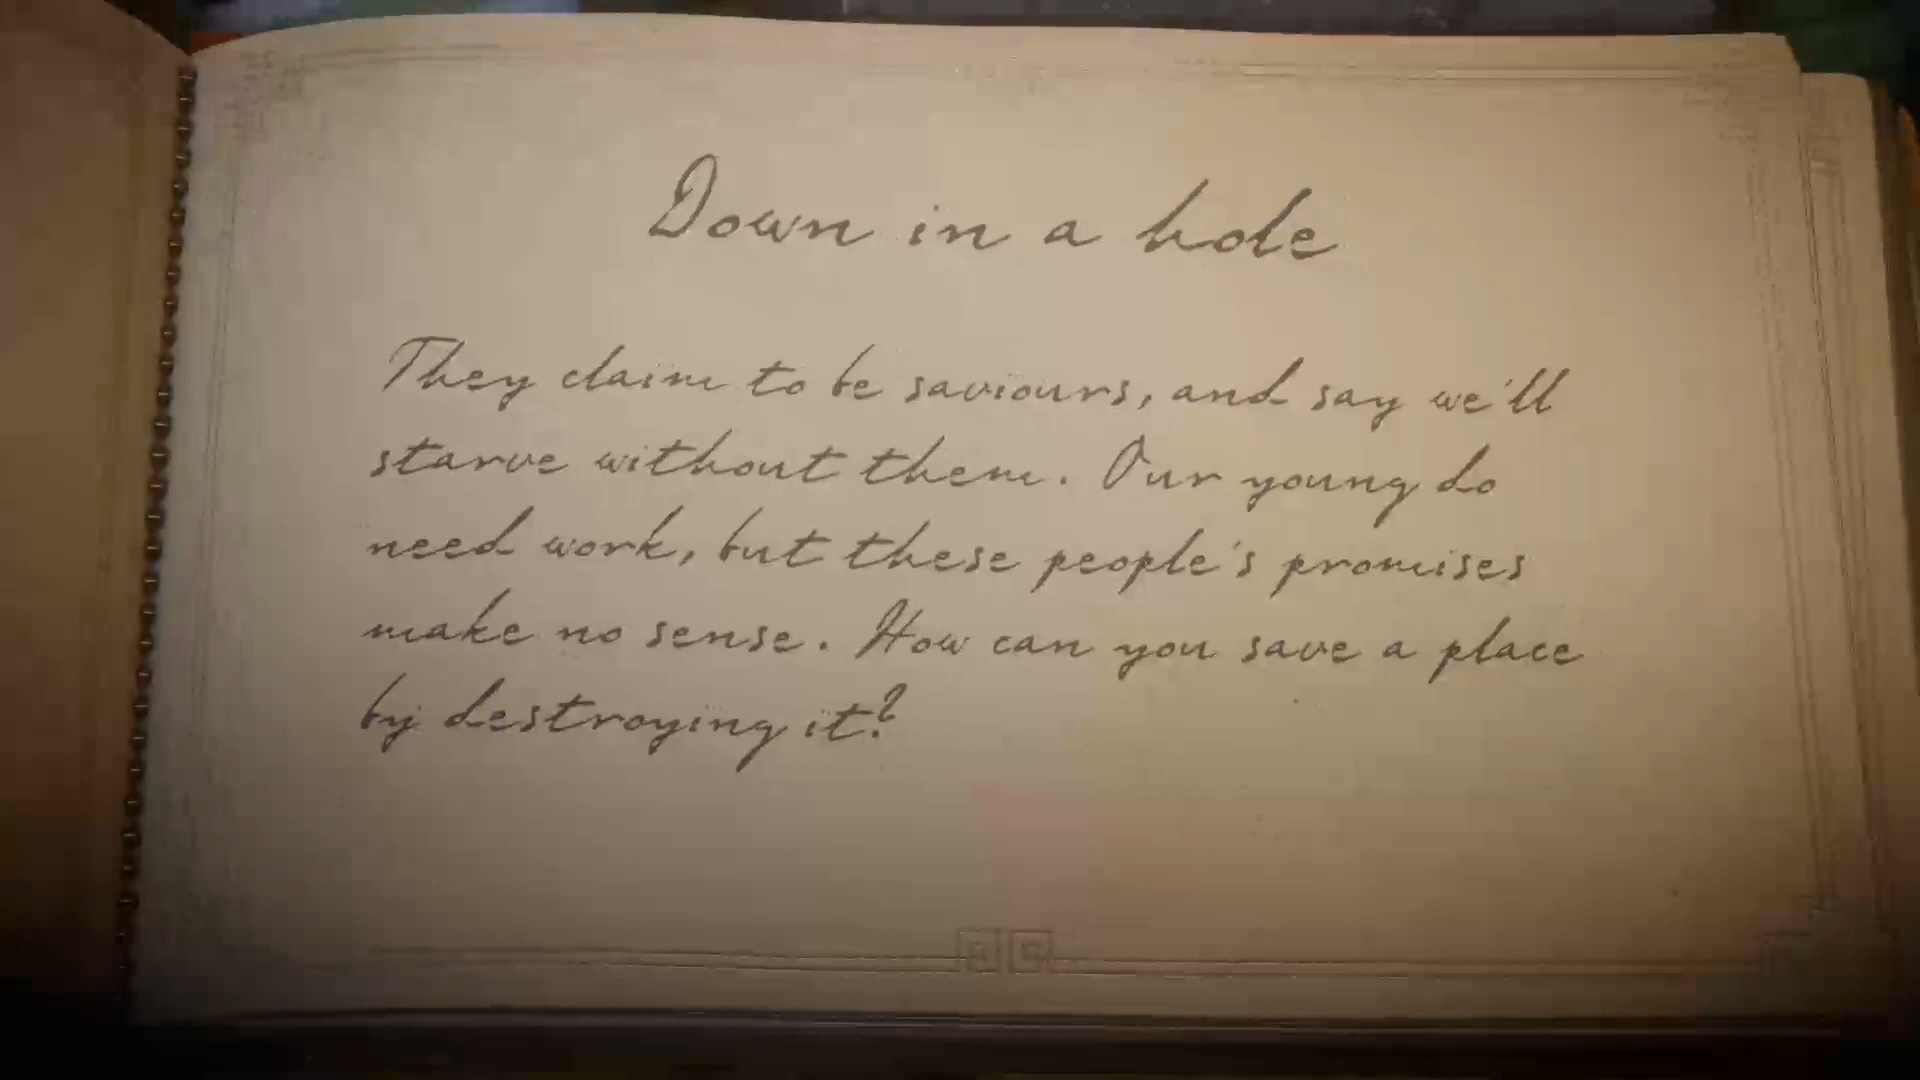 Down in a hole
They claim to be saviours, and say we'll
starve without them. Our young do
need work, but these people's promises
make no sense. How can you save a place
by destroying it?